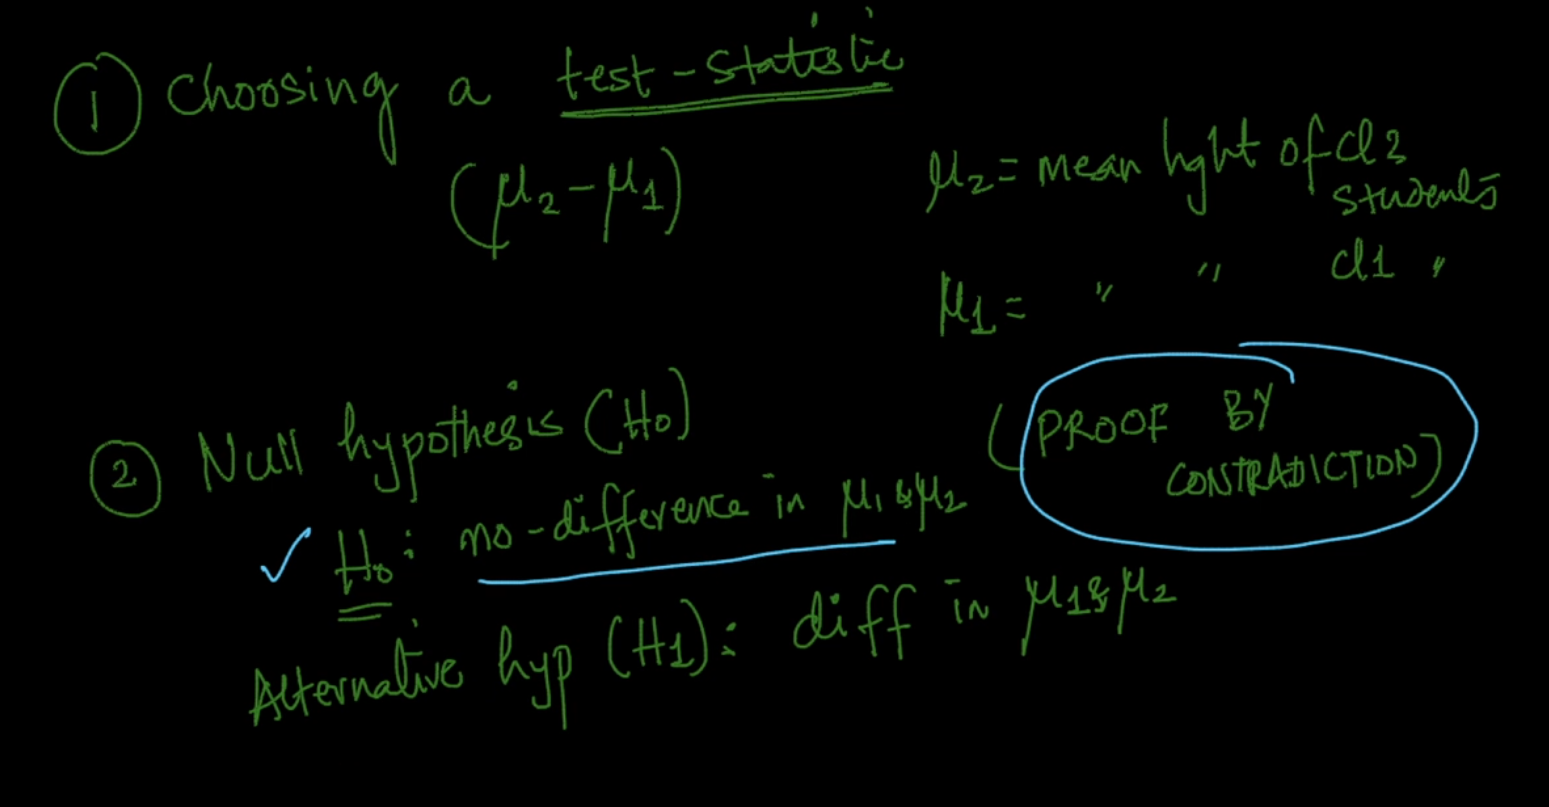 ① Choosing a test-statistic
(μ₂-μ₁)
μ₂ = mean hght of cl 2
students
μ₁ = " " cl1 "
② Null hypothesis (H₀)
(PROOF BY
CONTRADICTION)
✓ H₀: no-difference in μ₁ & μ₂
Alternative hyp (H1): diff in μ₁ & μ₂